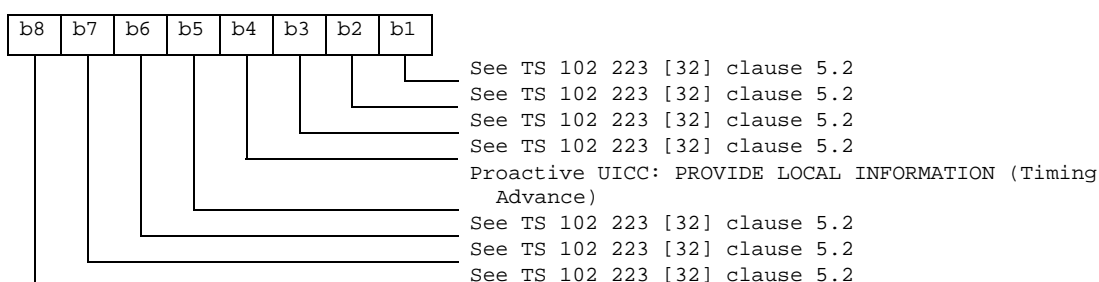 b8 b7 b6 b5 b4 b3 b2 b1
See TS 102 223 [32] clause 5.2
See TS 102 223 [32] clause 5.2
See TS 102 223 [32] clause 5.2
See TS 102 223 [32] clause 5.2
Proactive UICC: PROVIDE LOCAL INFORMATION (Timing
Advance)
See TS 102 223 [32] clause 5.2
See TS 102 223 [32] clause 5.2
See TS 102 223 [32] clause 5.2